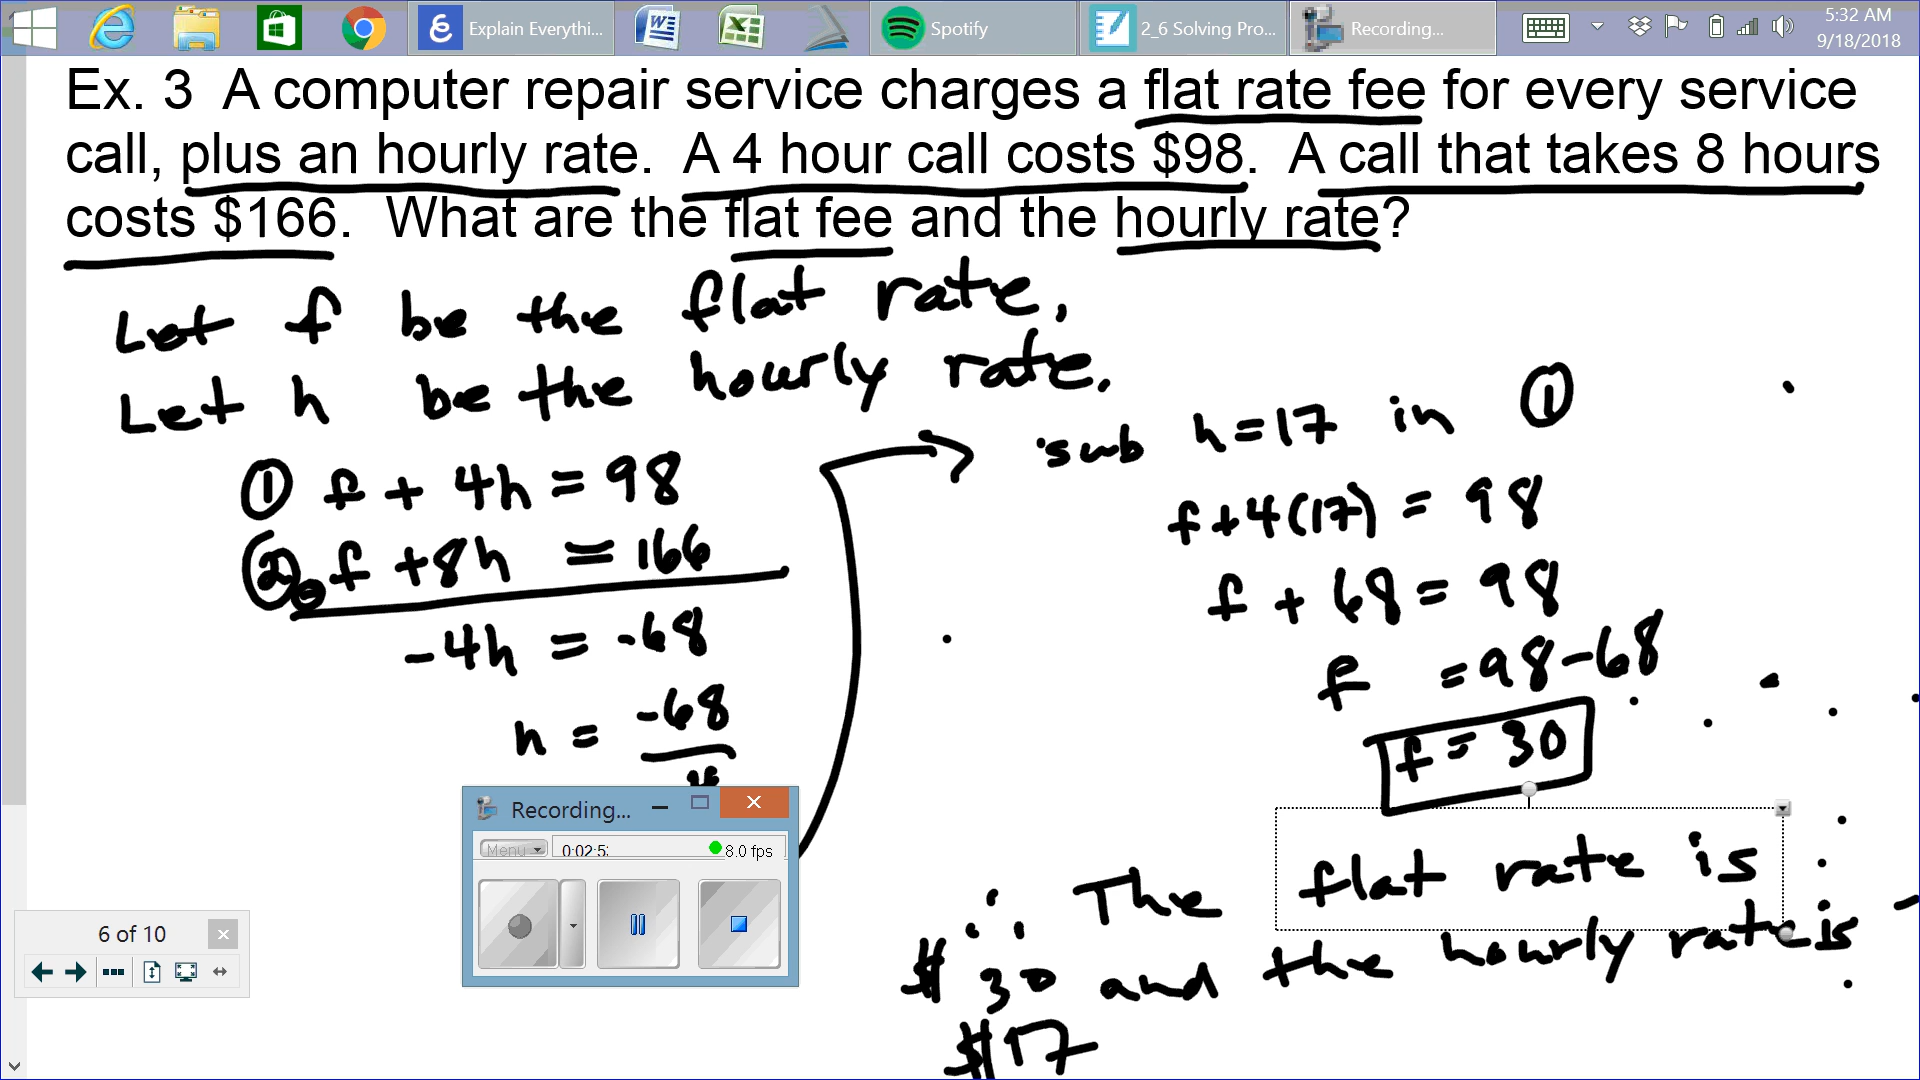 Explain Everythi...
Spotify
2_6 Solving Pro...
Recording...
5:32 AM
9/18/2018
Ex. 3 A computer repair service charges a flat rate fee for every service
call, plus an hourly rate. A 4 hour call costs $98. A call that takes 8 hours
costs $166. What are the flat fee and the hourly rate?
Let f be the flat rate,
Let h be the hourly rate.
① f + 4h = 98
② f + 8h = 166
-4h = -68
h = -68
sub h=17 in ①
f+4(17) = 98
f + 68 = 98
f = 98-68
f = 30
∴ The flat rate is
$30 and the hourly rate is
$17
Recording...
Menu
0:02:5
8.0 fps
6 of 10